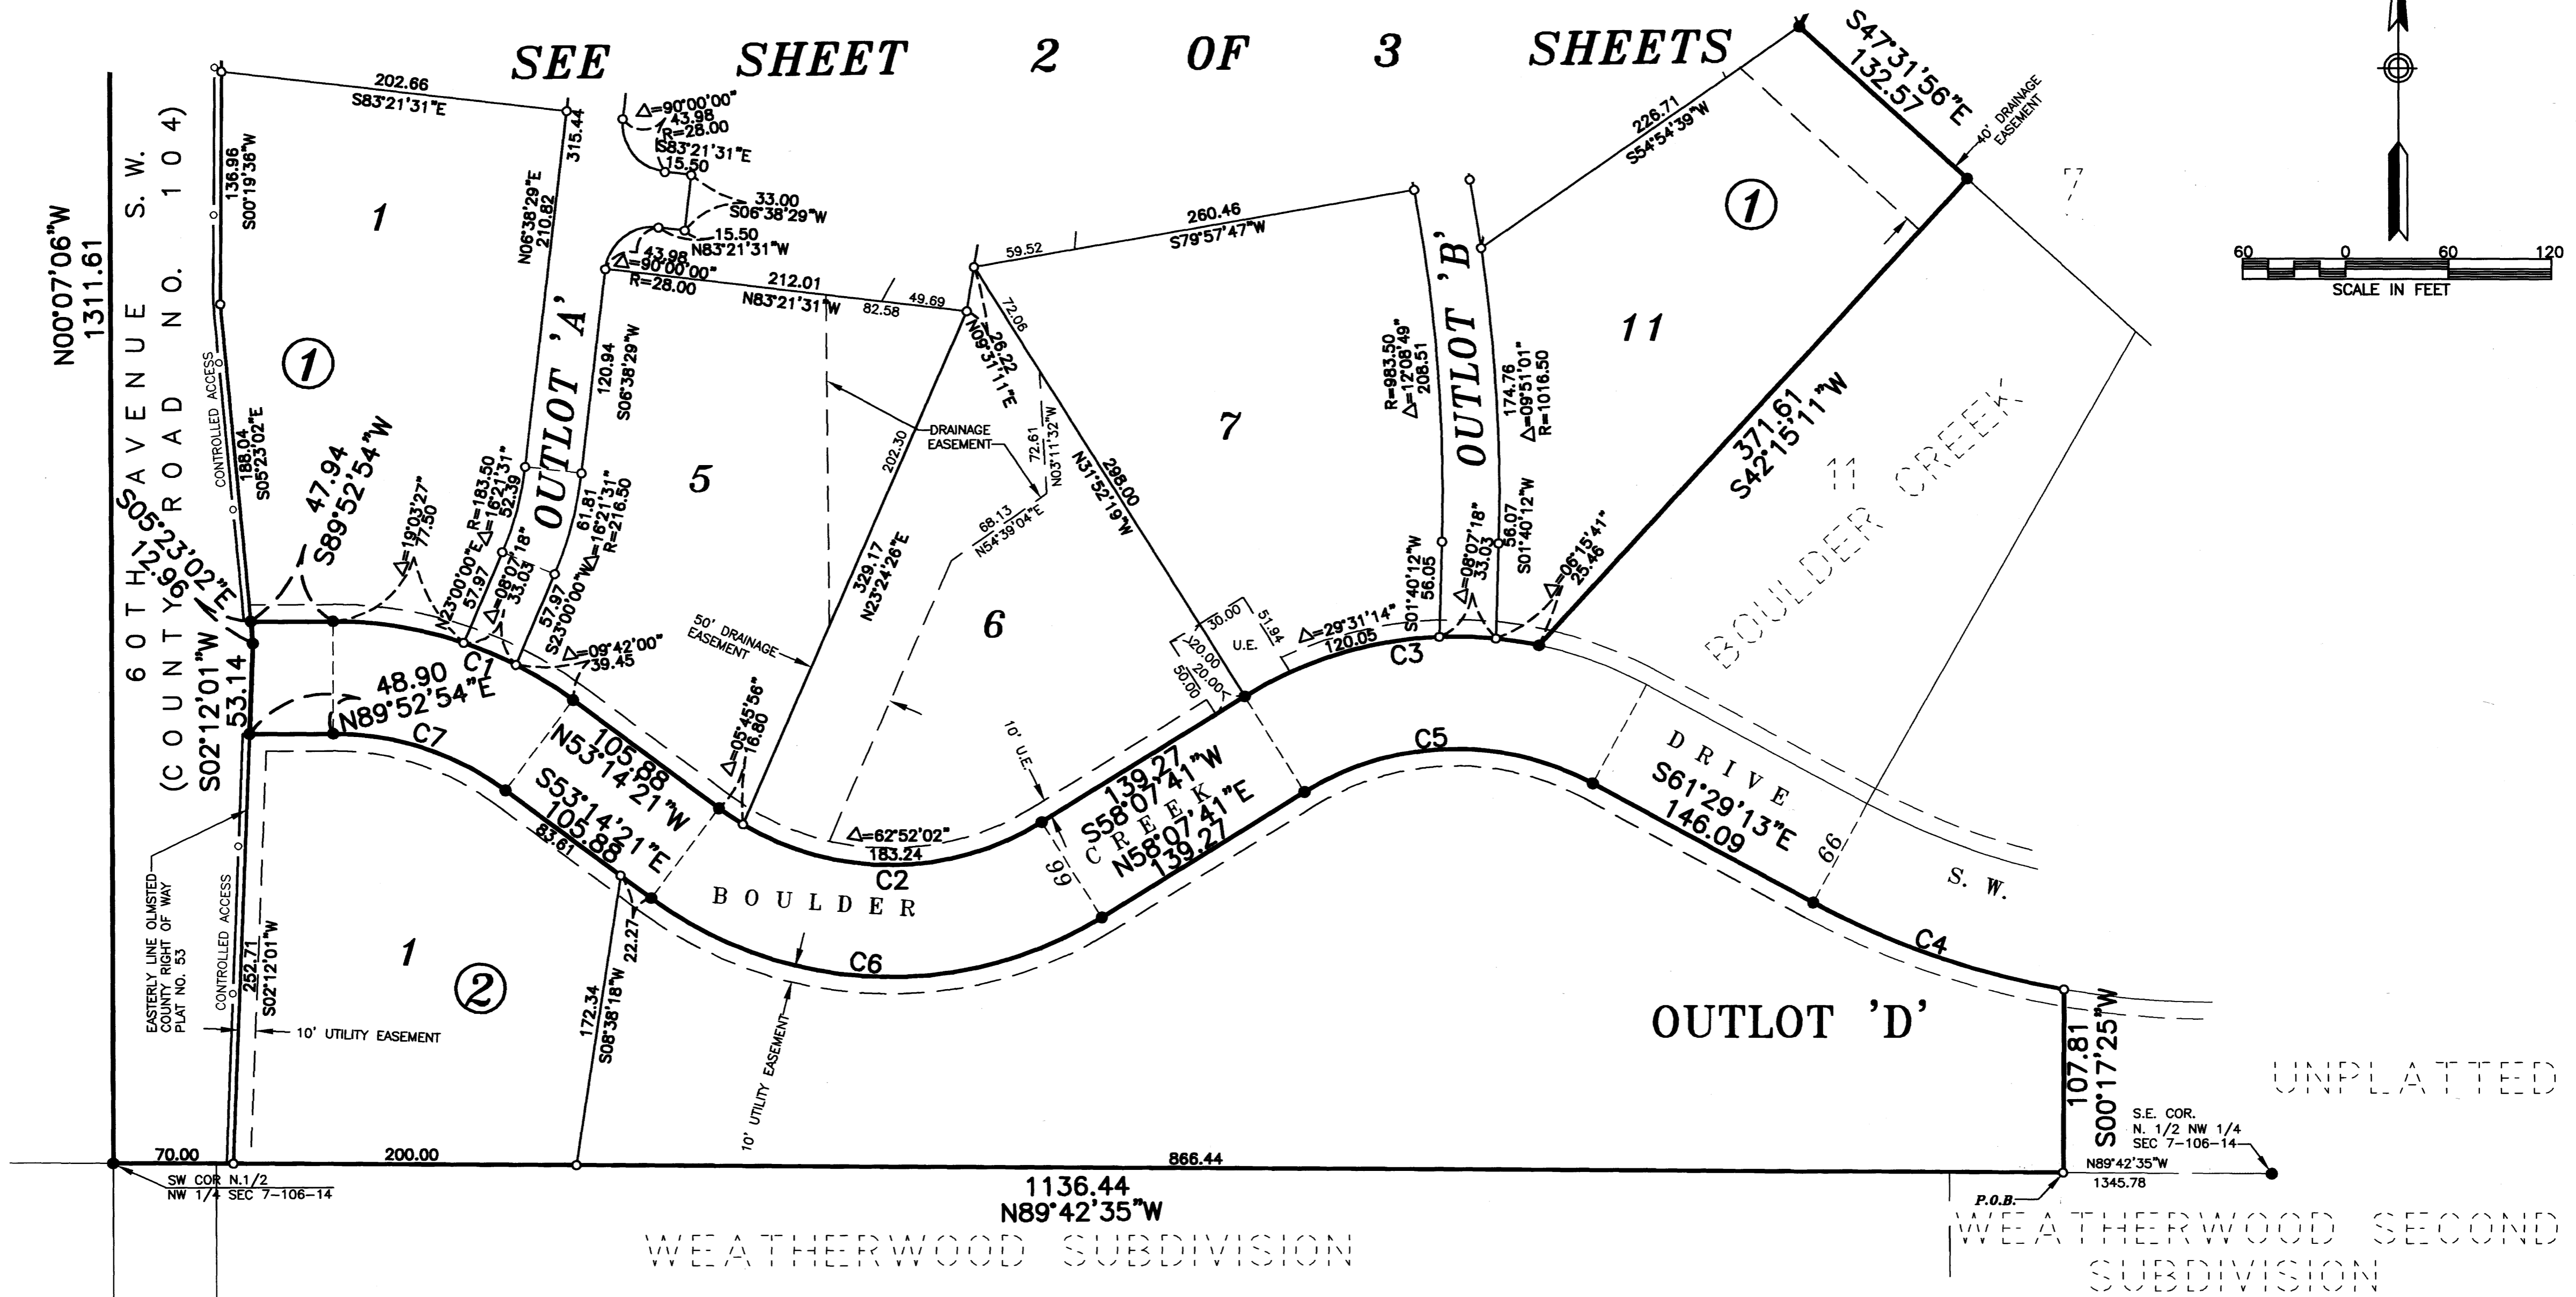 SEE SHEET 2 OF 3 SHEETS
S47°31'56"E
132.57
40' DRAINAGE
EASEMENT
7
60 0 60 120
SCALE IN FEET
202.66
S83°21'31"E
315.44
△=90°00'00"
43.98
R=28.00
S83°21'31"E
15.50
33.00
S06°38'29"W
15.50
N83°21'31"W
43.98
△=90°00'00"
R=28.00
212.01
N83°21'31"W
82.58
49.69
59.52
260.46
S79°57'47"W
226.71
S54°54'39"W
1
N00°07'06"W
1311.61
60TH AVENUE S.W.
(COUNTY ROAD NO. 104)
136.96
S00°19'36"W
1
1
CONTROLLED ACCESS
188.04
S05°23'02"E
N06°38'29"E
210.82
OUTLOT 'A'
120.94
S06°38'29"W
5
DRAINAGE
EASEMENT
72.06
26.22
N09°31'11"E
72.61
N03°11'32"W
202.30
68.13
N54°39'04"E
298.00
N31°52'19"W
7
R=983.50
△=12°08'49"
208.51
OUTLOT 'B'
174.76
△=09°51'01"
R=1016.50
11
371.61
S42°15'11"W
11
BOULDER CREEK
S05°23'02"E
12.96
47.94
S89°52'54"W
△=19°03'27"
77.50
R=183.50
△=16°21'31"
52.39
N23°00'00"E
57.97
△=08°07'18"
33.03
61.81
△=16°21'31"
R=216.50
57.97
S23°00'00"W
△=09°42'00"
39.45
C1
50' DRAINAGE
EASEMENT
329.17
N23°24'26"E
6
30.00
51.94
U.E.
20.00
20.00
50.00
△=29°31'14"
120.05
C3
S01°40'12"W
56.05
△=08°07'18"
33.03
56.07
S01°40'12"W
△=06°15'41"
25.46
S02°12'01"W
53.14
48.90
N89°52'54"E
C7
105.88
N53°14'21"W
S53°14'21"E
105.88
83.61
△=05°45'56"
16.80
10' U.E.
△=62°52'02"
183.24
C2
139.27
S58°07'41"W
CREEK
N58°07'41"E
139.27
66
C5
DRIVE
S61°29'13"E
146.09
66
S. W.
BOULDER
C6
C4
EASTERLY LINE OLMSTED
COUNTY RIGHT OF WAY
PLAT NO. 53
CONTROLLED ACCESS
252.71
S02°12'01"W
1
2
10' UTILITY EASEMENT
172.34
S08°38'18"W
22.27
10' UTILITY EASEMENT
OUTLOT 'D'
107.81
S00°17'25"W
UNPLATTED
S.E. COR.
N. 1/2 NW 1/4
SEC 7-106-14
N89°42'35"W
1345.78
P.O.B.
70.00
200.00
866.44
SW COR N.1/2
NW 1/4 SEC 7-106-14
1136.44
N89°42'35"W
WEATHERWOOD SUBDIVISION
WEATHERWOOD SECOND
SUBDIVISION